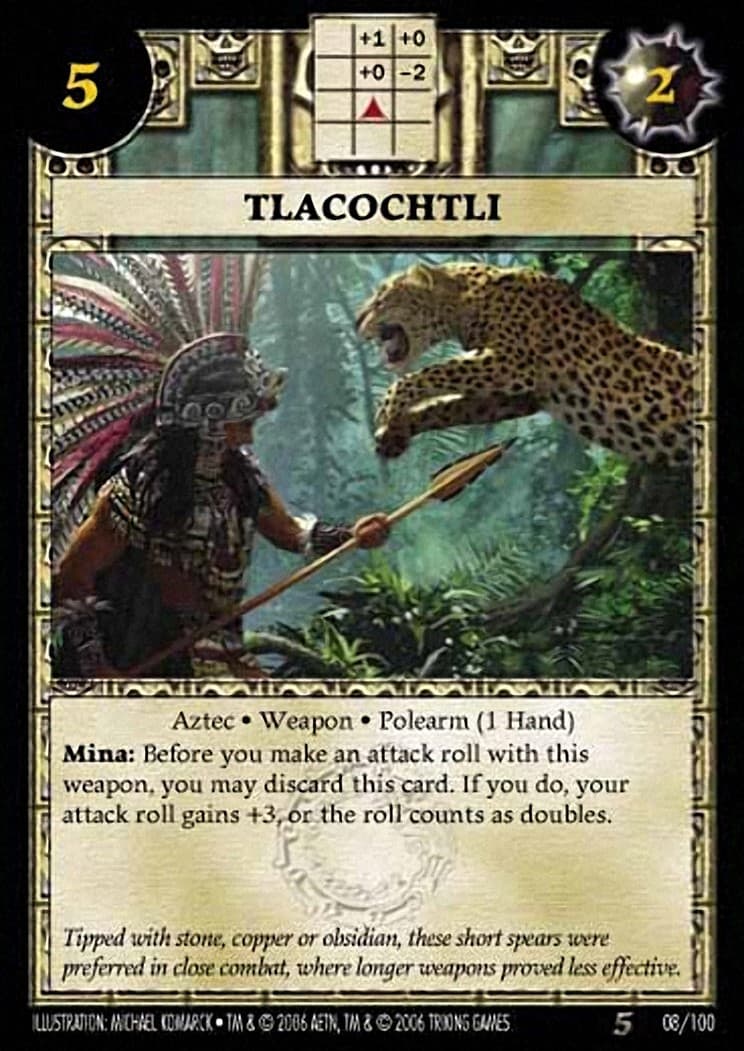 5
+1 +0
+0 -2
2
TLACOCHTLI
Aztec • Weapon • Polearm (1 Hand)
Mina: Before you make an attack roll with this
weapon, you may discard this card. If you do, your
attack roll gains +3, or the roll counts as doubles.
Tipped with stone, copper or obsidian, these short spears were
preferred in close combat, where longer weapons proved less effective.
ILLUSTRATION: MICHAEL KOMARCK • TM & © 2006 AETN, TM & © 2006 TRIKING GAMES 5 08/100